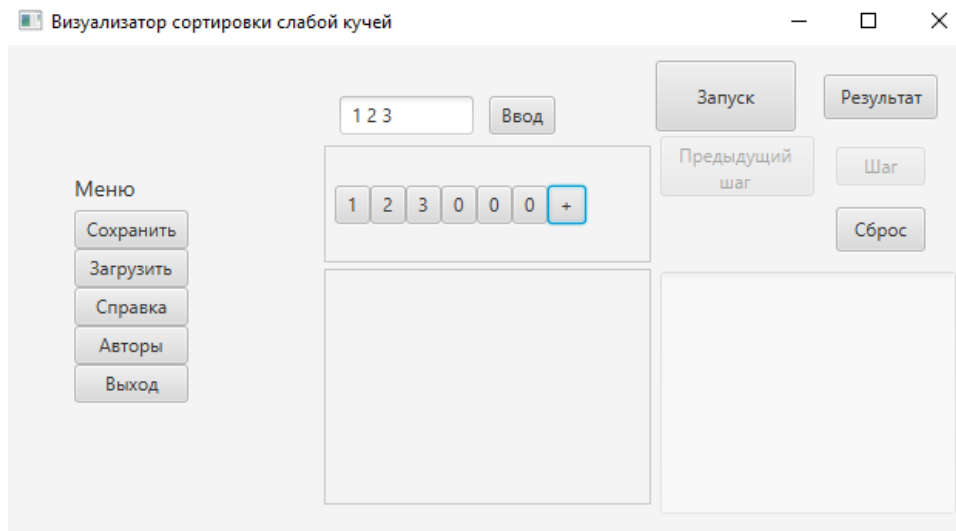 Визуализатор сортировки слабой кучей
1 2 3
Ввод
Запуск
Результат
Предыдущий
шаг
Шаг
Сброс
Меню
Сохранить
Загрузить
Справка
Авторы
Выход
1 2 3 0 0 0 +